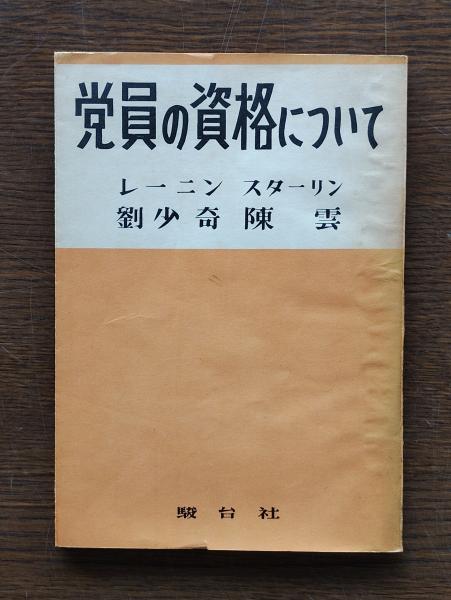 党員の資格について
レーニン スターリン
劉少奇 陳 雲
駿台社